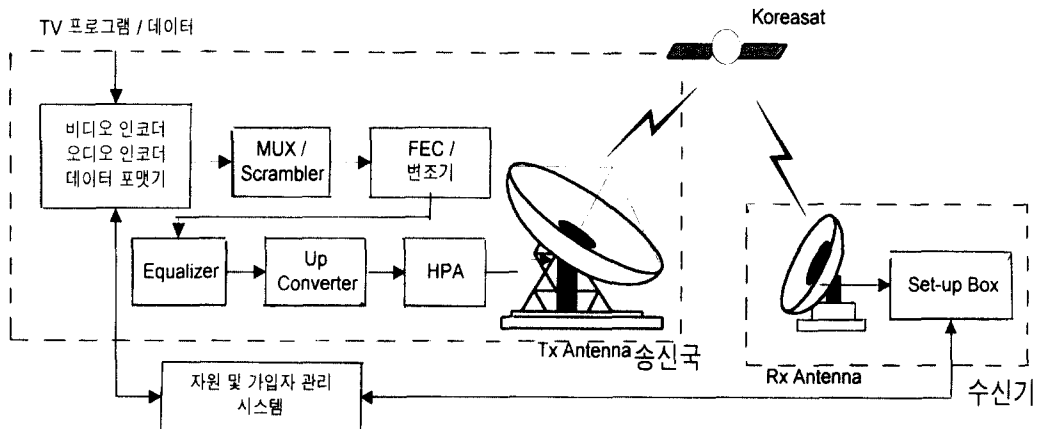 TV 프로그램 / 데이터
Koreasat
비디오 인코더
오디오 인코더
데이터 포맷기
MUX /
Scrambler
FEC /
변조기
Equalizer
Up
Converter
HPA
Set-up Box
Tx Antenna 송신국
Rx Antenna
수신기
자원 및 가입자 관리
시스템